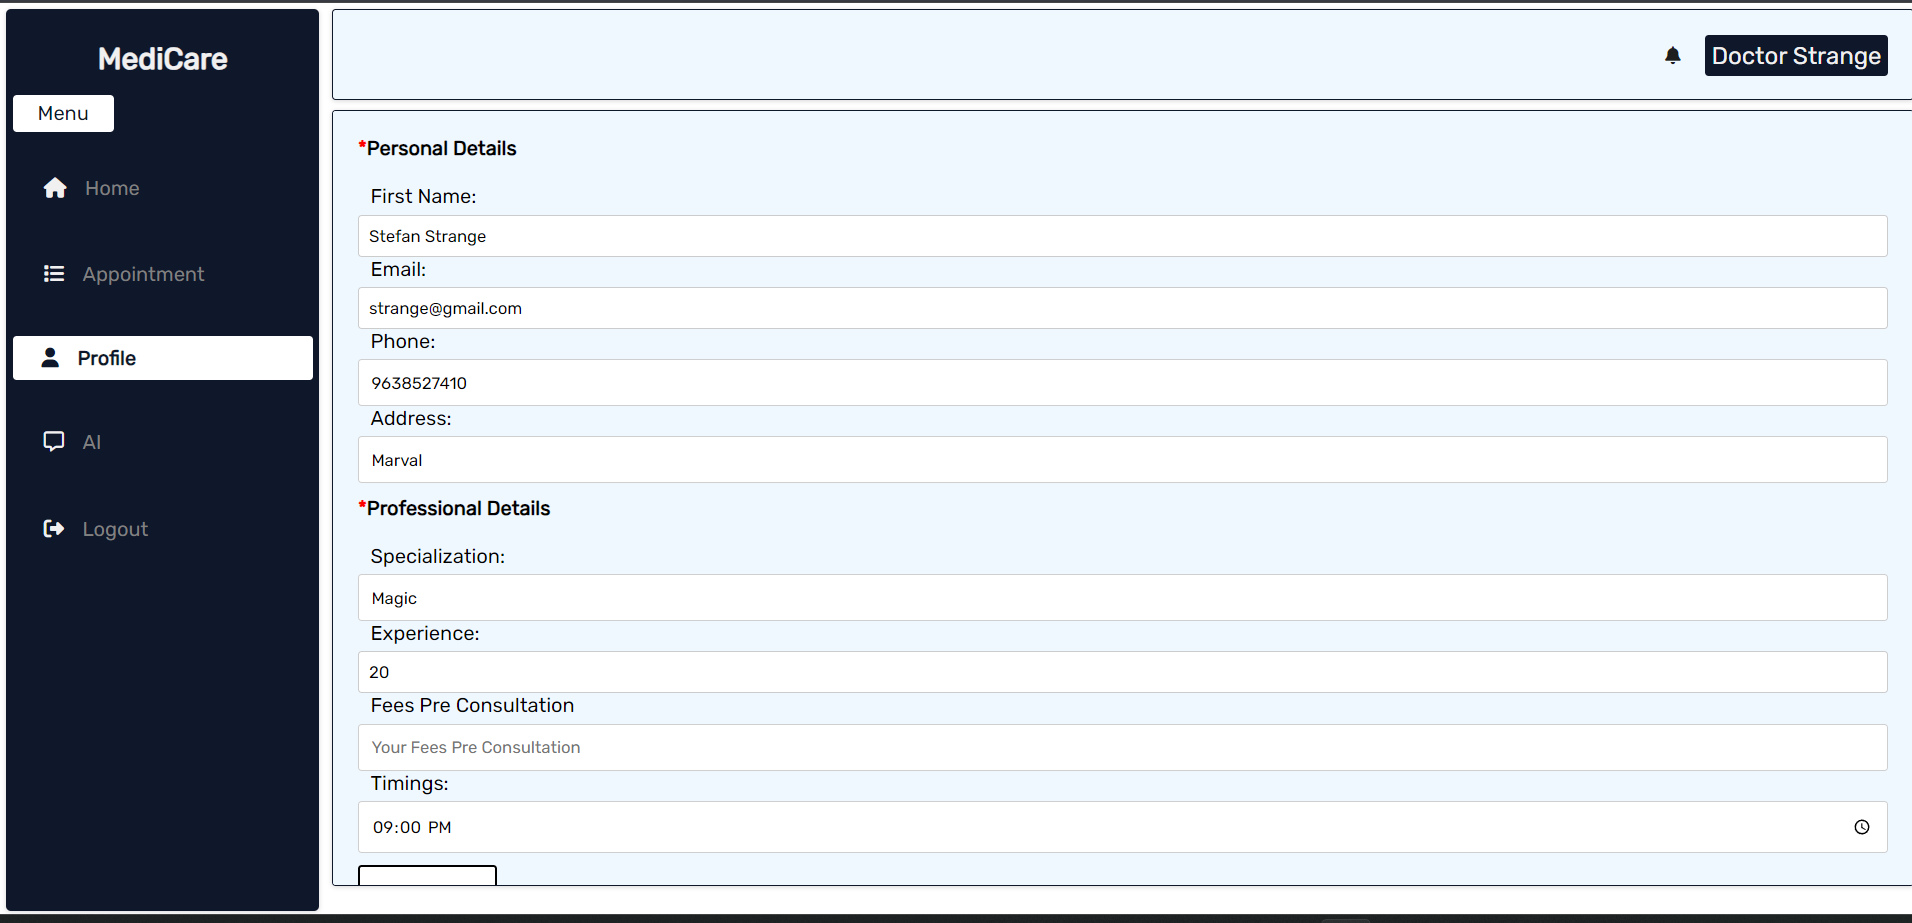 MediCare
Menu
Home
Appointment
Profile
AI
Logout
Doctor Strange
*Personal Details
First Name:
Stefan Strange
Email:
strange@gmail.com
Phone:
9638527410
Address:
Marval
*Professional Details
Specialization:
Magic
Experience:
20
Fees Pre Consultation
Your Fees Pre Consultation
Timings:
09:00 PM